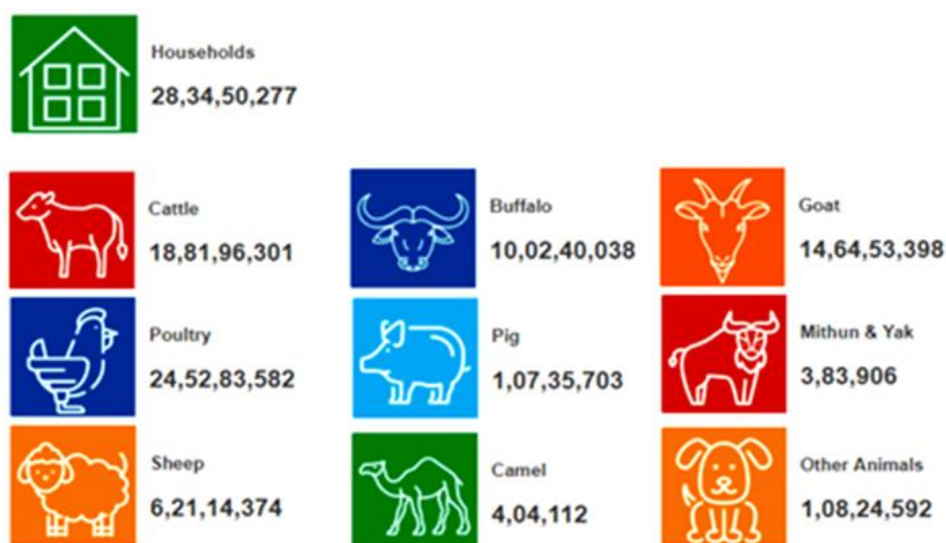 Households
28,34,50,277
Cattle
18,81,96,301
Buffalo
10,02,40,038
Goat
14,64,53,398
Poultry
24,52,83,582
Pig
1,07,35,703
Mithun & Yak
3,83,906
Sheep
6,21,14,374
Camel
4,04,112
Other Animals
1,08,24,592